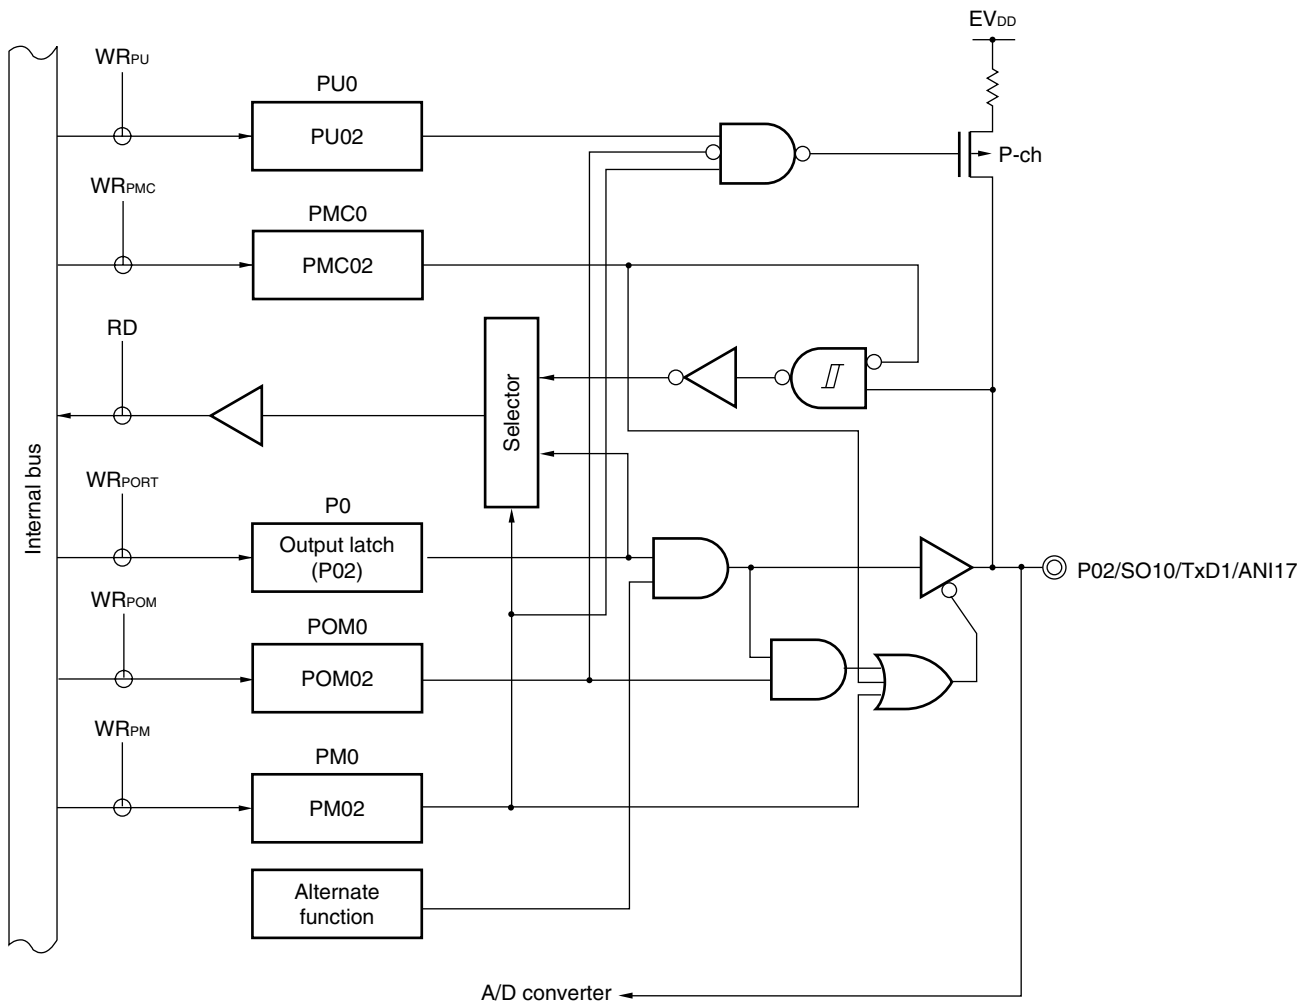 EVDD
WRPU
PU0
PU02
P-ch
WRPMC
PMC0
PMC02
RD
Selector
Internal bus
WRPORT
P0
Output latch
(P02)
P02/SO10/TxD1/ANI17
WRPOM
POM0
POM02
WRPM
PM0
PM02
Alternate
function
A/D converter